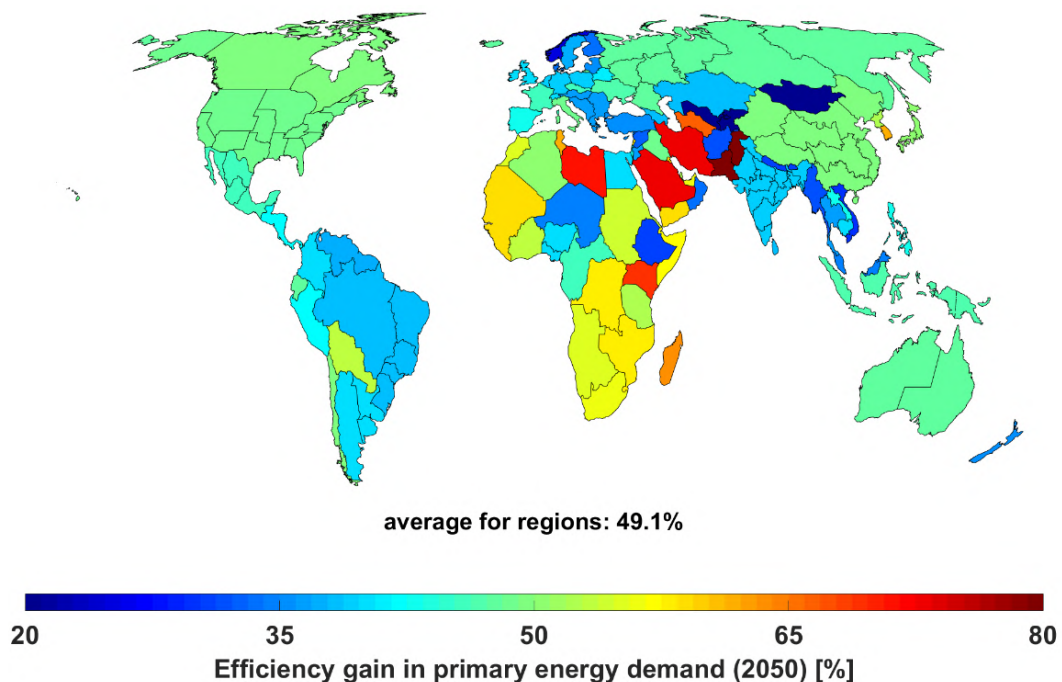 average for regions: 49.1%
20 35 50 65 80
Efficiency gain in primary energy demand (2050) [%]